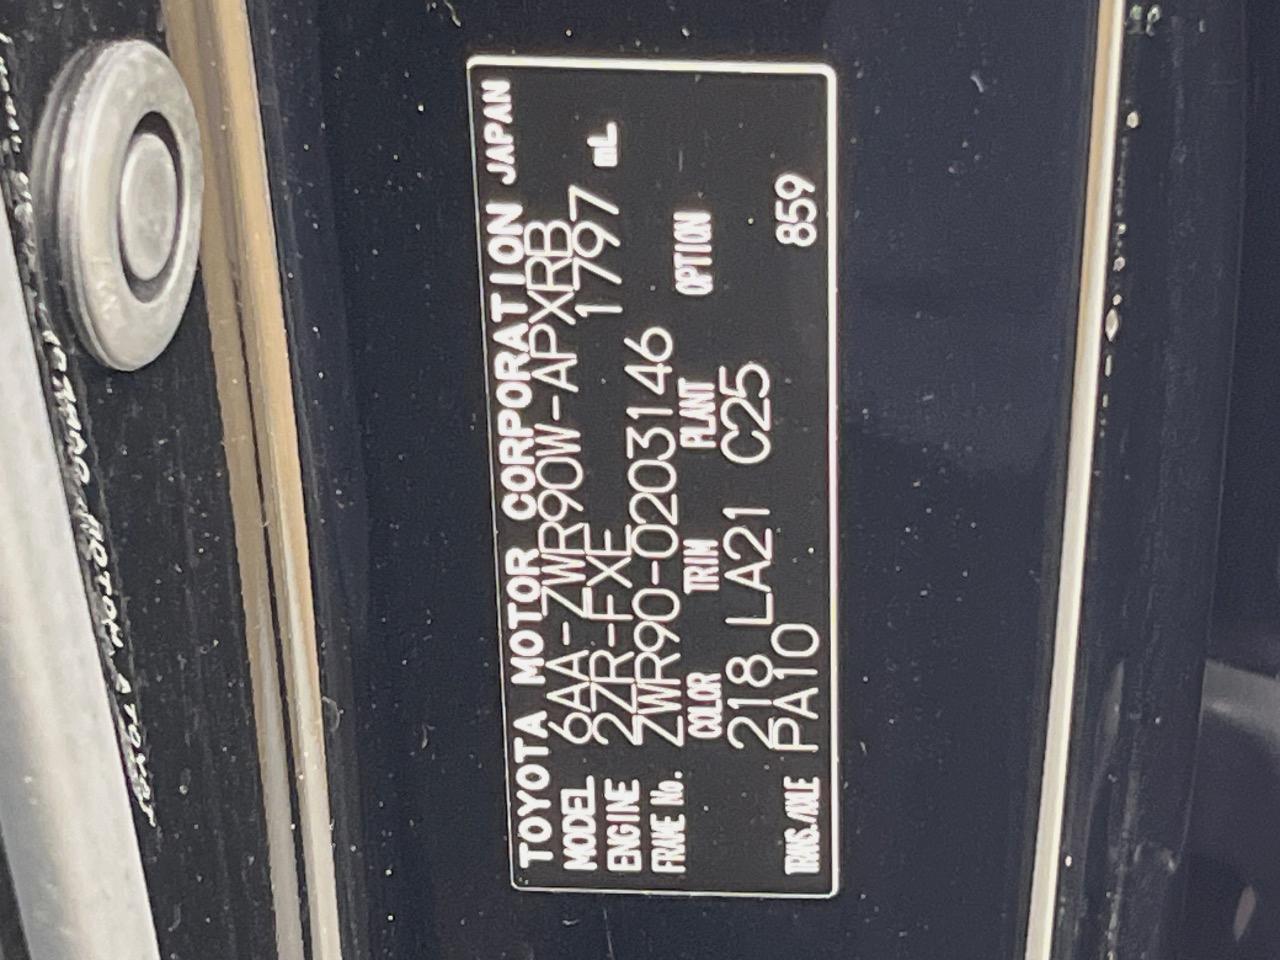 TOYOTA MOTOR CORPORATION JAPAN
MODEL 6AA-ZWR90W-APXRB
ENGINE 2ZR-FXE 1797 mL
FRAME No. ZWR90-0203146
COLOR TRIM PLANT OPTION
218 LA21 C25
TRANS./AXLE PA10 859